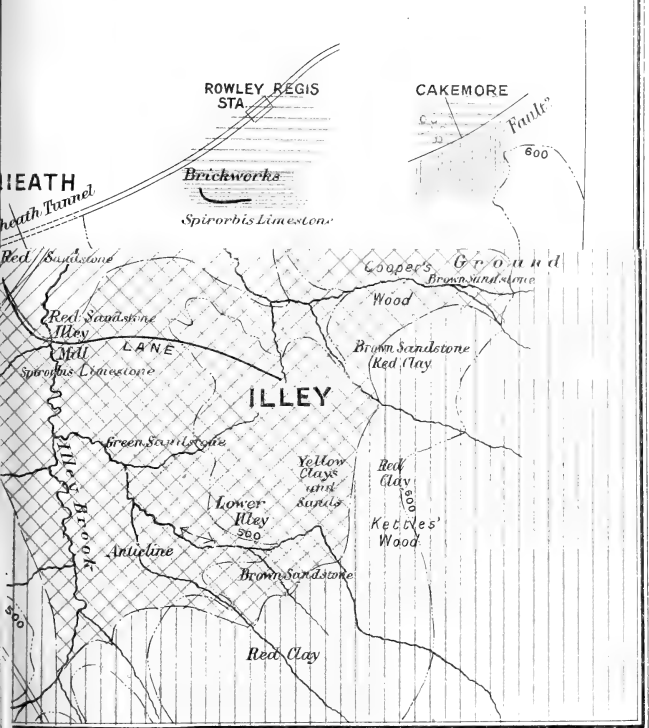 ROWLEY REGIS
STA.
CAKEMORE
Fault?
600
HEATH
heath Tunnel
Brickworks
Spirorbis Limestone
Red Sandstone
Cooper's
Ground
Brown Sandstone
Wood
Red Sandstone
Illey
Mill
LANE
Spirorbis Limestone
Brown Sandstone
Red Clay
ILLEY
Green Sandstone
Illey Brook
Yellow
Clays
and
Sands
Red
Clay
600
Kettles'
Wood
Lower
Illey
500
Anticline
Brown Sandstone
500
Red Clay